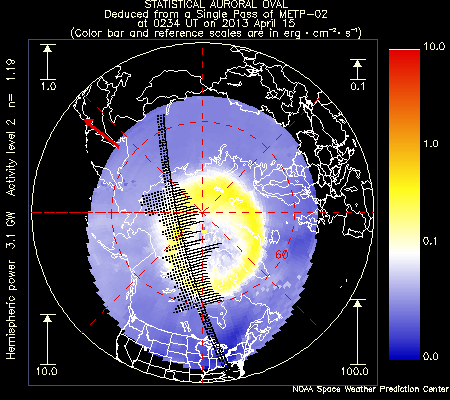 STATISTICAL AURORAL OVAL
Deduced from a Single Pass of METP-02
at 0234 UT on 2013 April 15
(Color bar and reference scales are in erg · cm⁻² · s⁻¹)
Hemispheric power 3.1 GW Activity level 2 n= 1.19
1.0
0.1
10.0
100.0
60
10.0
1.0
0.1
0.0
NOAA Space Weather Prediction Center